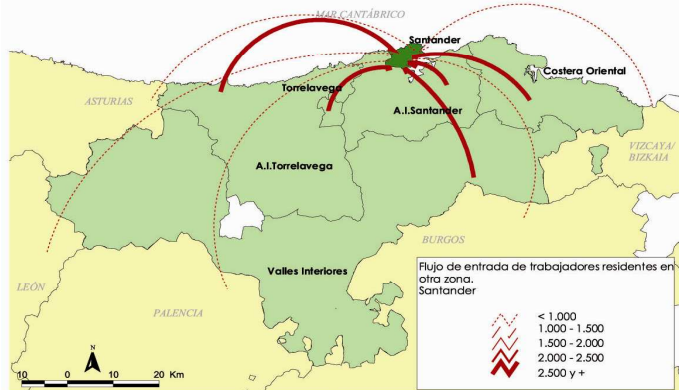 MAR CANTÁBRICO
Santander
Costera Oriental
Torrelavega
ASTURIAS
A.I.Santander
VIZCAYA/
BIZKAIA
A.I.Torrelavega
BURGOS
Valles Interiores
LEÓN
PALENCIA
Flujo de entrada de trabajadores residentes en
otra zona.
Santander
< 1.000
1.000 - 1.500
1.500 - 2.000
2.000 - 2.500
2.500 y +
N
10 0 10 20 Km